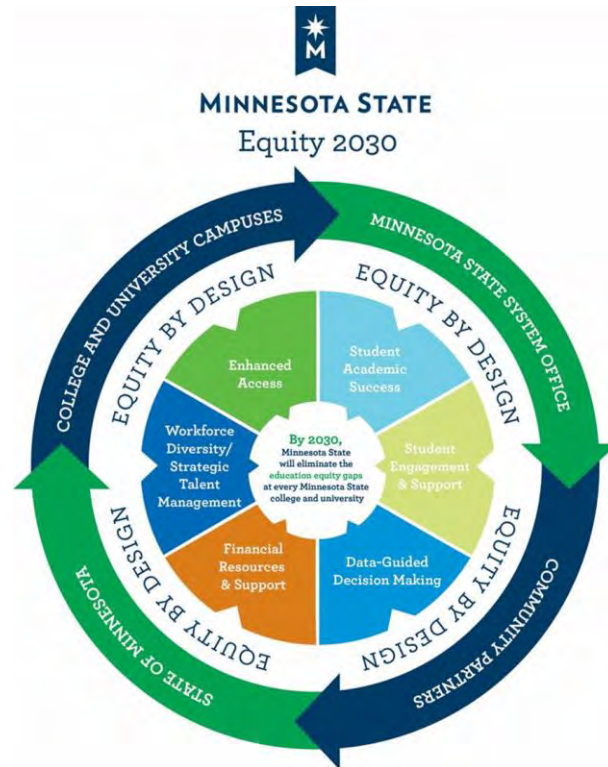 M
MINNESOTA STATE
Equity 2030
COLLEGE AND UNIVERSITY CAMPUSES
MINNESOTA STATE SYSTEM OFFICE
EQUITY BY DESIGN
EQUITY BY DESIGN
Enhanced
Access
Student
Academic
Success
Workforce
Diversity/
Strategic
Talent
Management
By 2030,
Minnesota State
will eliminate the
education equity gaps
at every Minnesota State
college and university
Student
Engagement
& Support
Financial
Resources
& Support
Data-Guided
Decision Making
EQUITY BY DESIGN
EQUITY BY DESIGN
STATE OF MINNESOTA
COMMUNITY PARTNERS